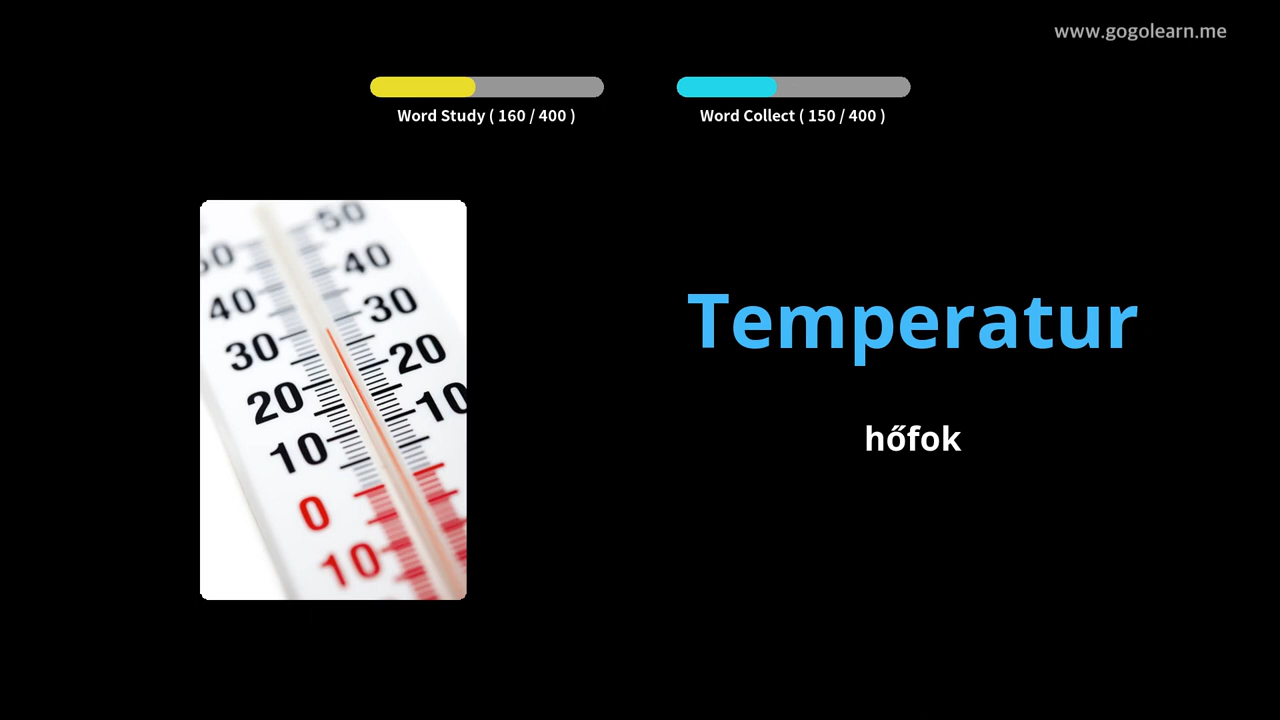 www.gogolearn.me
Word Study ( 160 / 400 )
Word Collect ( 150 / 400 )
50
40
30
20
10
40
30
20
10
0
10
Temperatur
hőfok